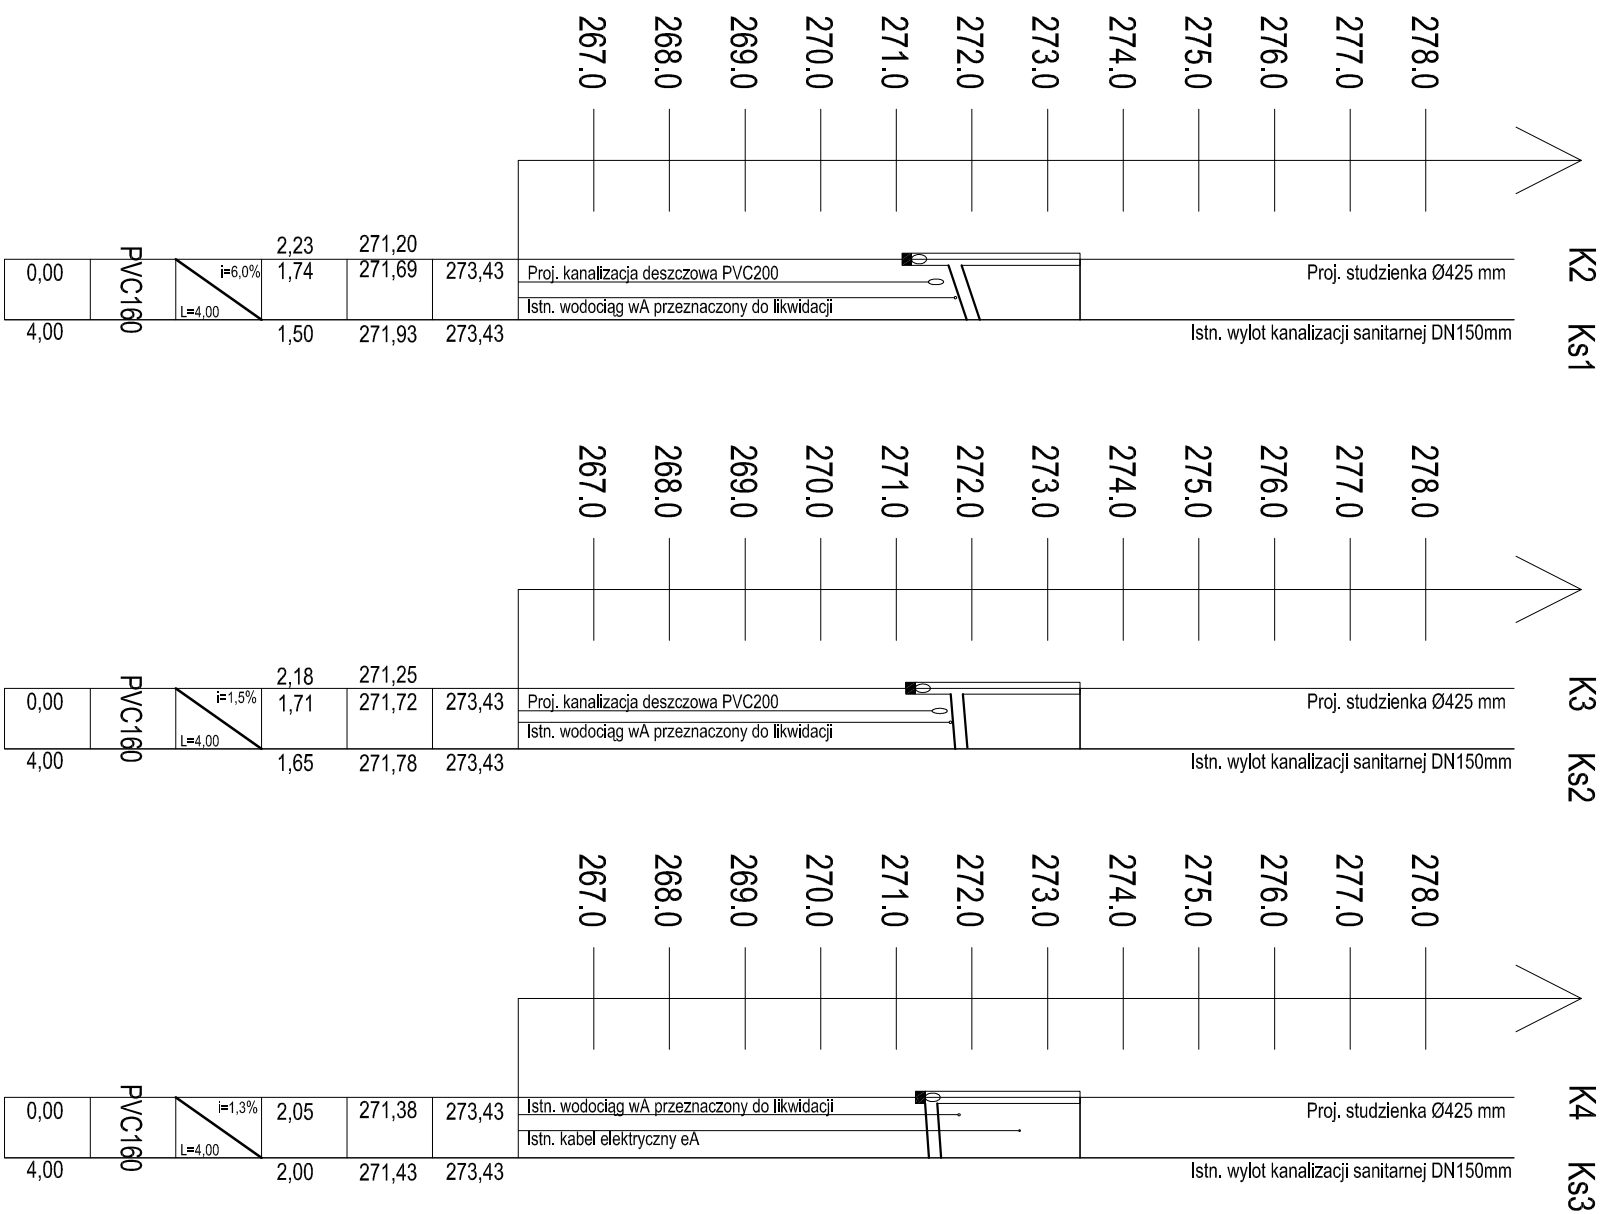 267.0 268.0 269.0 270.0 271.0 272.0 273.0 274.0 275.0 276.0 277.0 278.0
2,23 271,20
K2
0,00 PVC160 i=6,0% 1,74 271,69 273,43 Proj. kanalizacja deszczowa PVC200 Proj. studzienka Ø425 mm
L=4,00 Istn. wodociąg wA przeznaczony do likwidacji
4,00 1,50 271,93 273,43 Istn. wylot kanalizacji sanitarnej DN150mm
Ks1
267.0 268.0 269.0 270.0 271.0 272.0 273.0 274.0 275.0 276.0 277.0 278.0
2,18 271,25
K3
0,00 PVC160 i=1,5% 1,71 271,72 273,43 Proj. kanalizacja deszczowa PVC200 Proj. studzienka Ø425 mm
L=4,00 Istn. wodociąg wA przeznaczony do likwidacji
4,00 1,65 271,78 273,43 Istn. wylot kanalizacji sanitarnej DN150mm
Ks2
267.0 268.0 269.0 270.0 271.0 272.0 273.0 274.0 275.0 276.0 277.0 278.0
K4
0,00 PVC160 i=1,3% 2,05 271,38 273,43 Istn. wodociąg wA przeznaczony do likwidacji Proj. studzienka Ø425 mm
L=4,00 Istn. kabel elektryczny eA
4,00 2,00 271,43 273,43 Istn. wylot kanalizacji sanitarnej DN150mm
Ks3